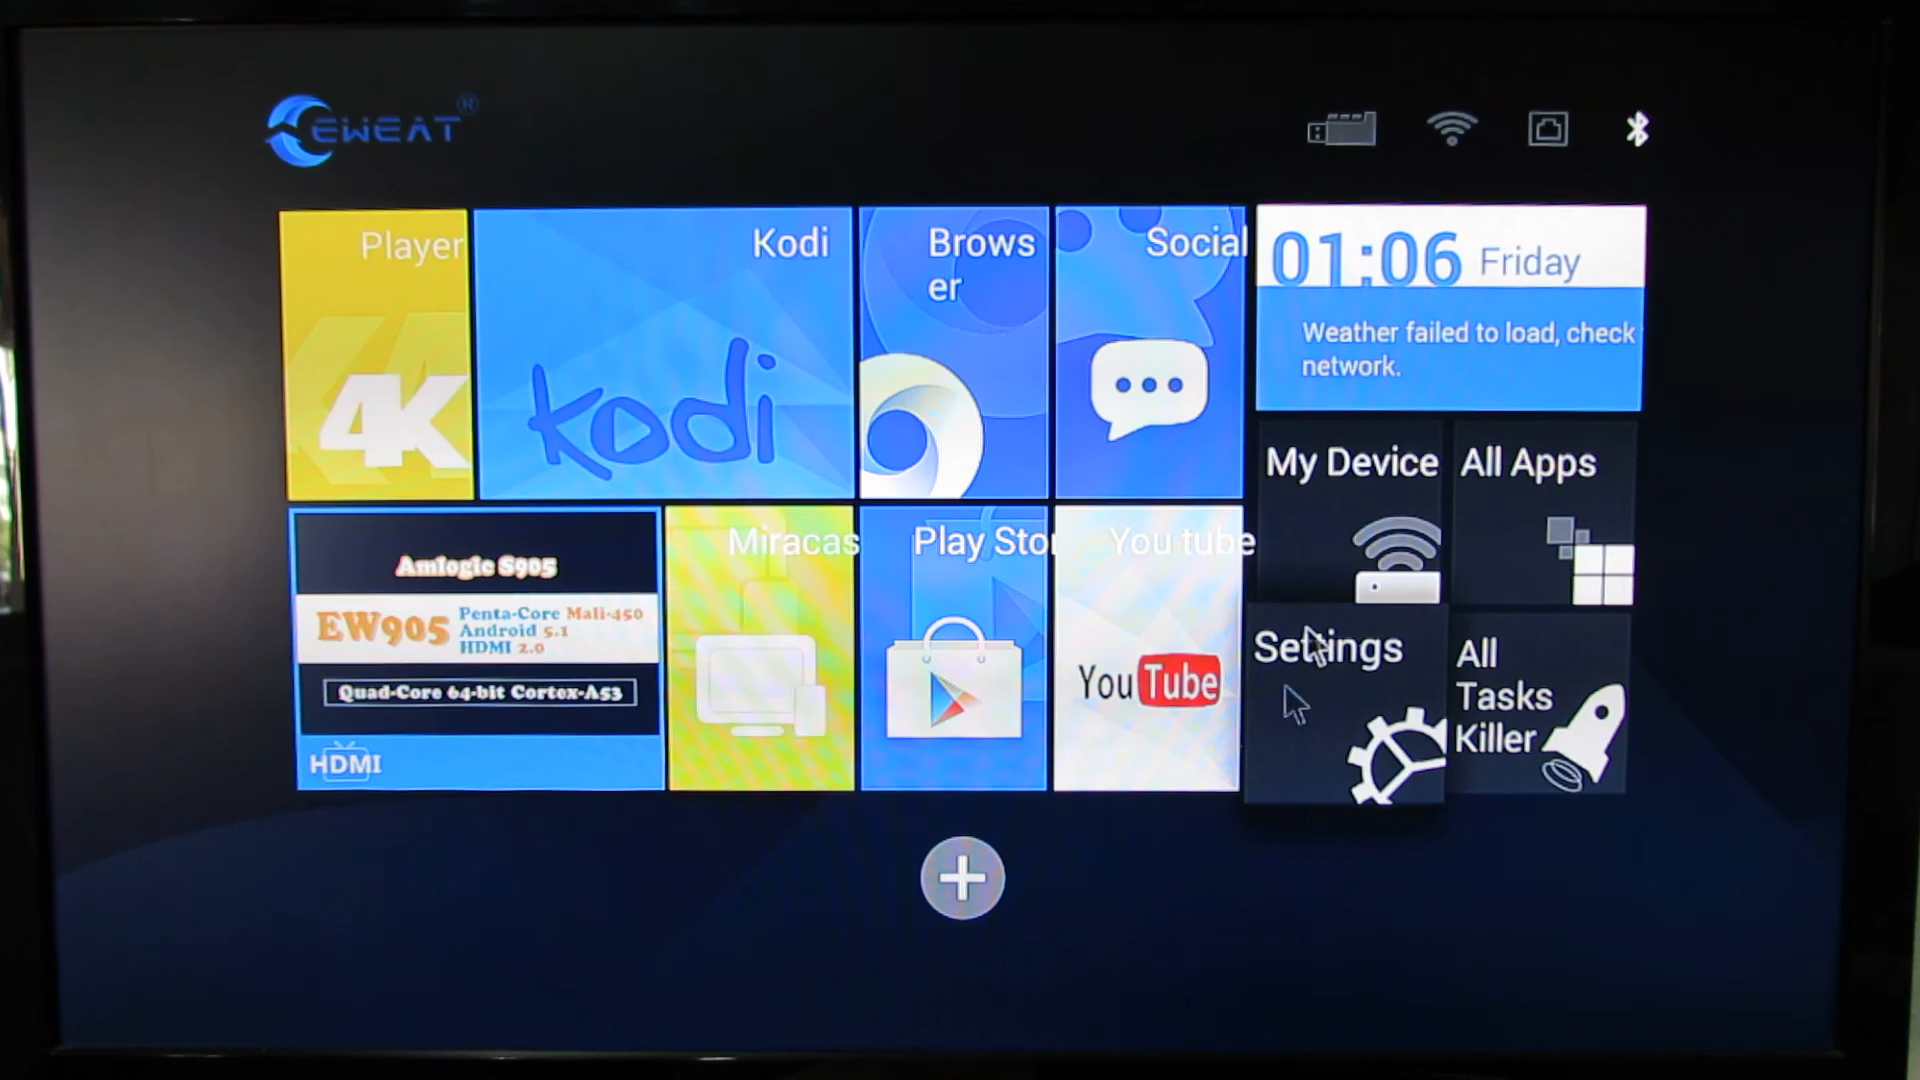 EWEAT®
Player
Kodi
Brows
er
Social
01:06 Friday
Weather failed to load, check
network.
4K
kodi
My Device
All Apps
Amlogic S905
EW905
Penta-Core Mali-450
Android 5.1
HDMI 2.0
Quad-Core 64-bit Cortex-A53
HDMI
Miracas
Play Stor
You tube
YouTube
Settings
All
Tasks
Killer